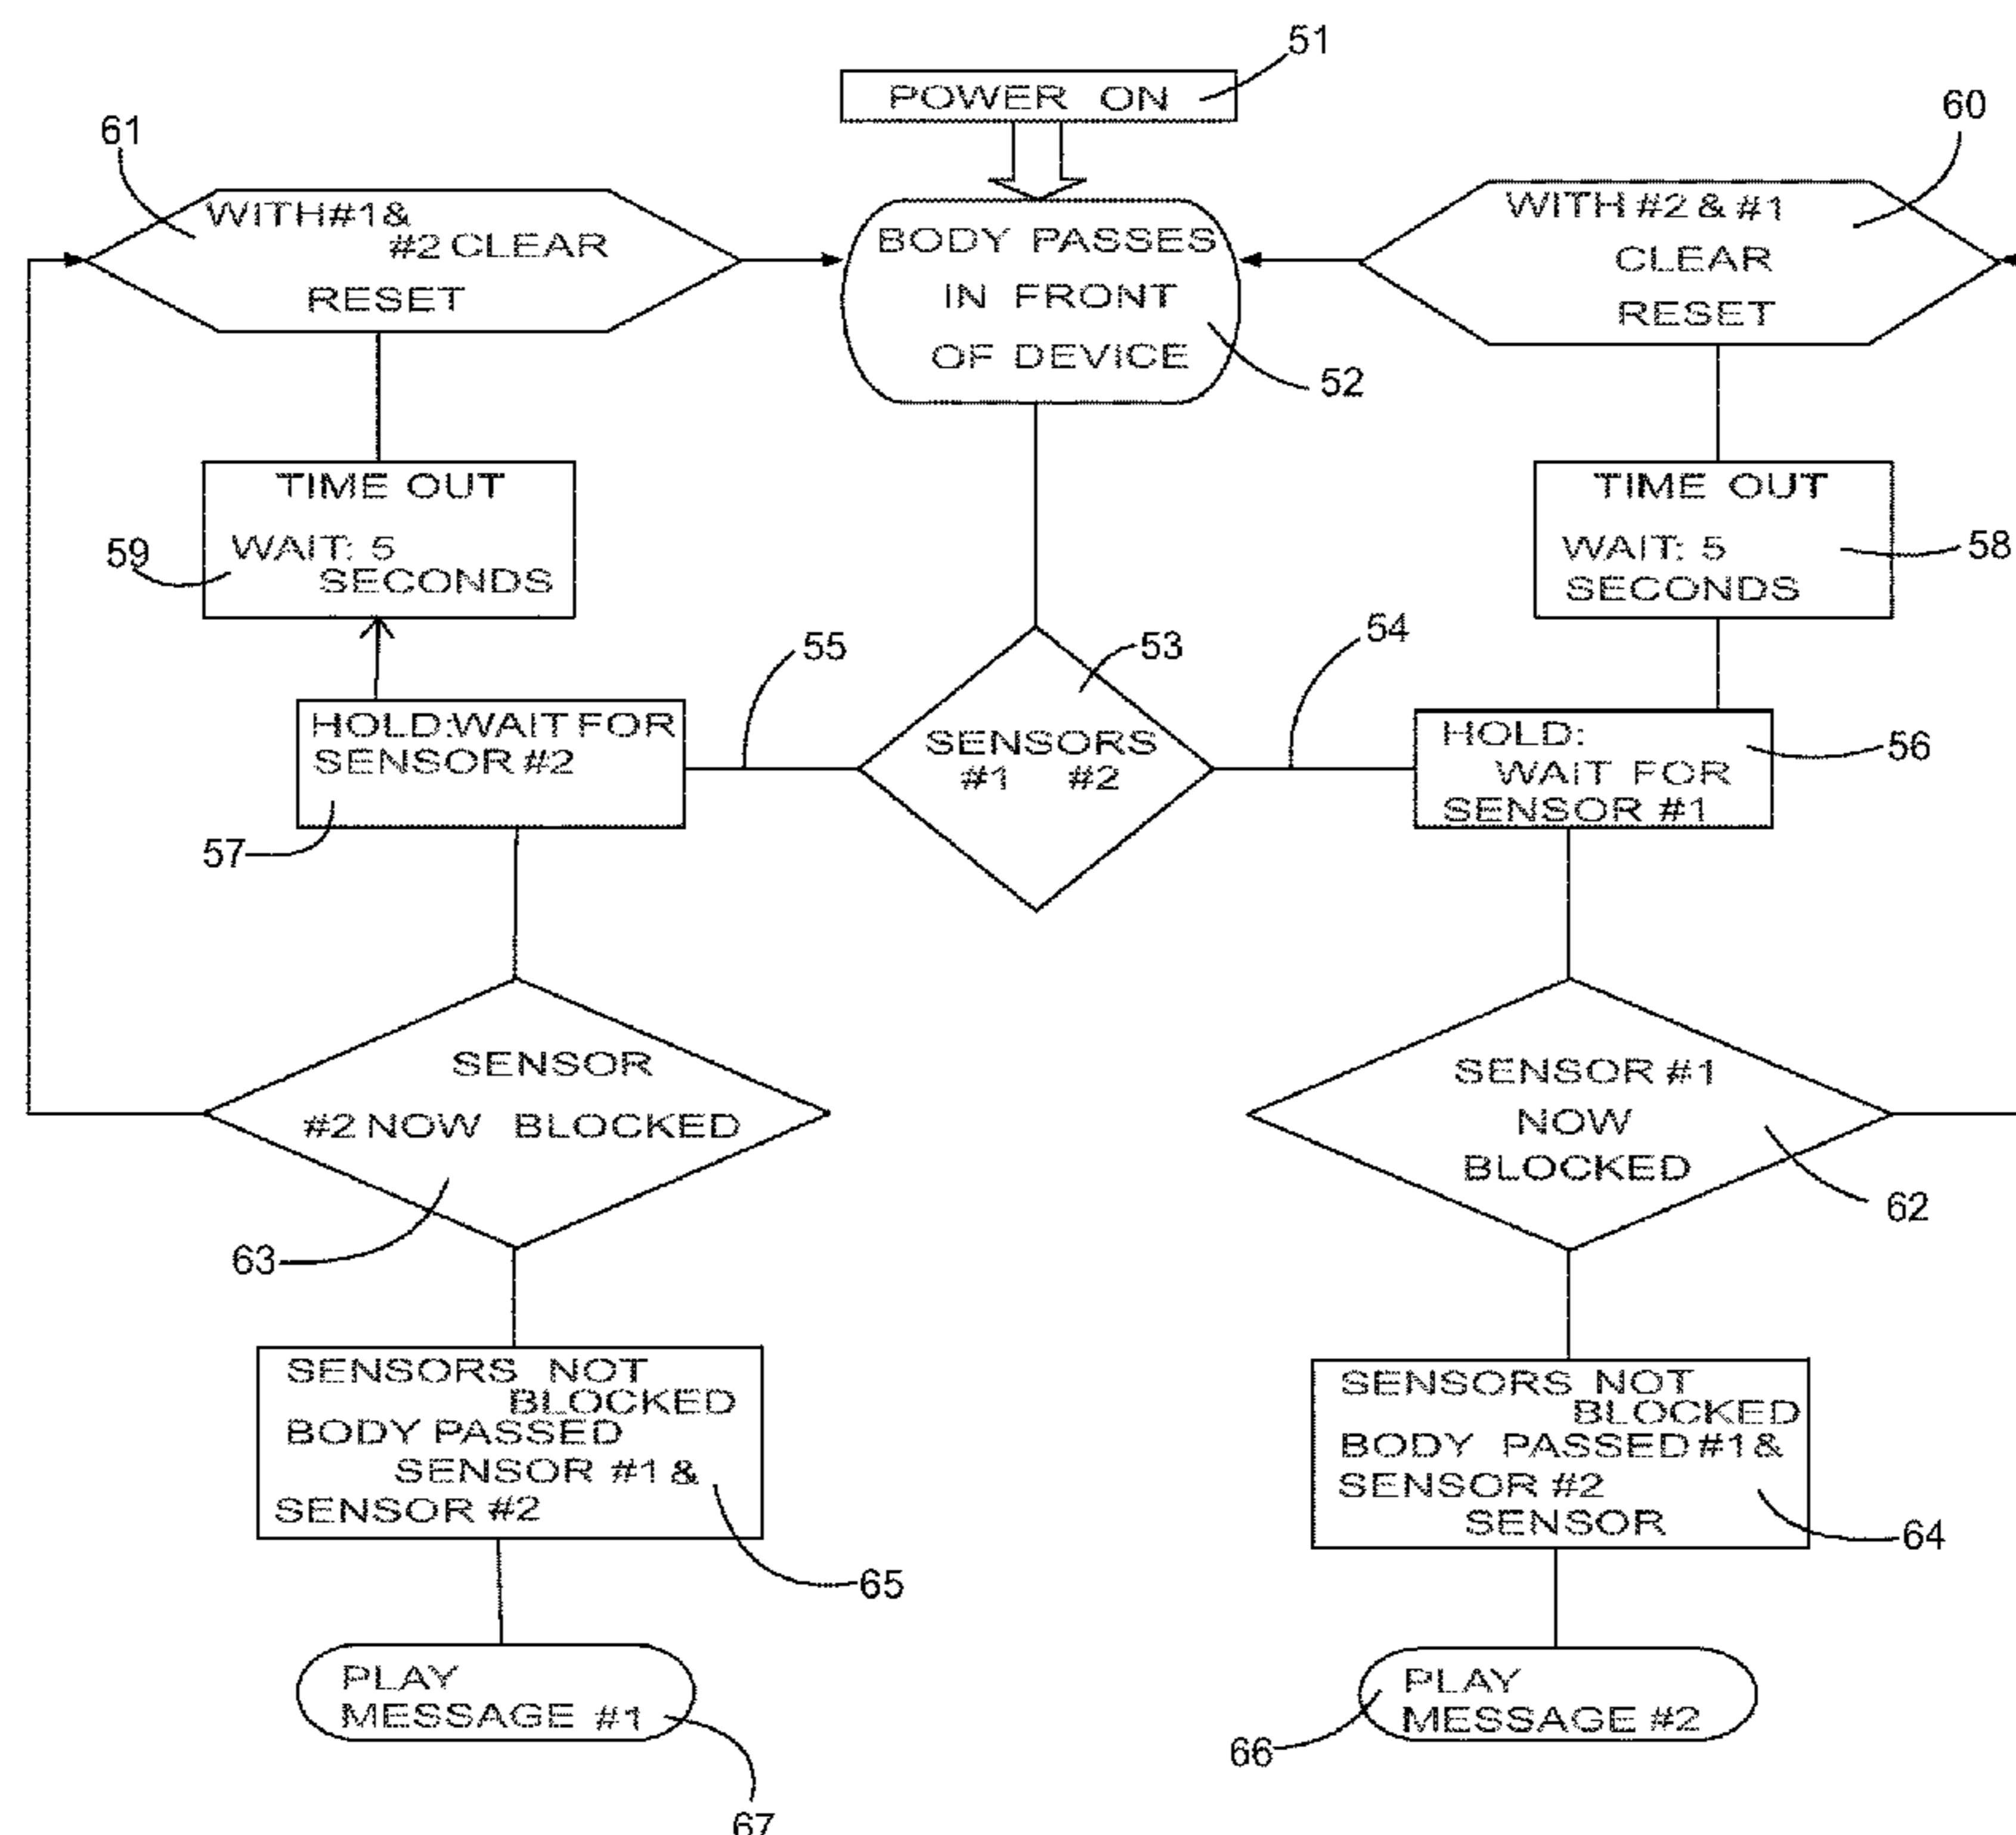 51
POWER ON
61
WITH #1 &
#2 CLEAR
RESET
BODY PASSES
IN FRONT
OF DEVICE
52
60
WITH #2 & #1
CLEAR
RESET
TIME OUT
WAIT: 5
SECONDS
59
TIME OUT
WAIT: 5
SECONDS
58
55
53
54
HOLD: WAIT FOR
SENSOR #2
57
SENSORS
#1 #2
HOLD:
WAIT FOR
SENSOR #1
56
SENSOR
#2 NOW BLOCKED
63
SENSOR #1
NOW
BLOCKED
62
SENSORS NOT
BLOCKED
BODY PASSED
SENSOR #1 &
SENSOR #2
65
SENSORS NOT
BLOCKED
BODY PASSED #1 &
SENSOR #2
SENSOR
64
PLAY
MESSAGE #1
67
PLAY
MESSAGE #2
66